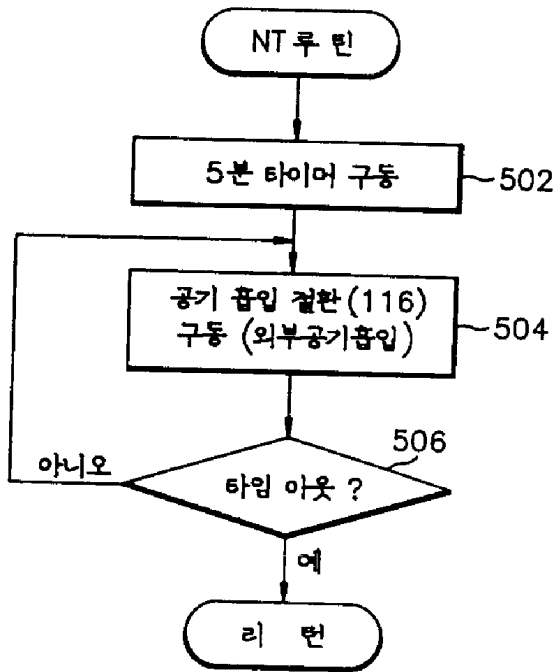 NT 루 틴
5분 타이머 구동
502
공기 흡입 절환 (116)
구동 (외부공기흡입)
504
506
아니오
타임 아웃 ?
예
리 턴